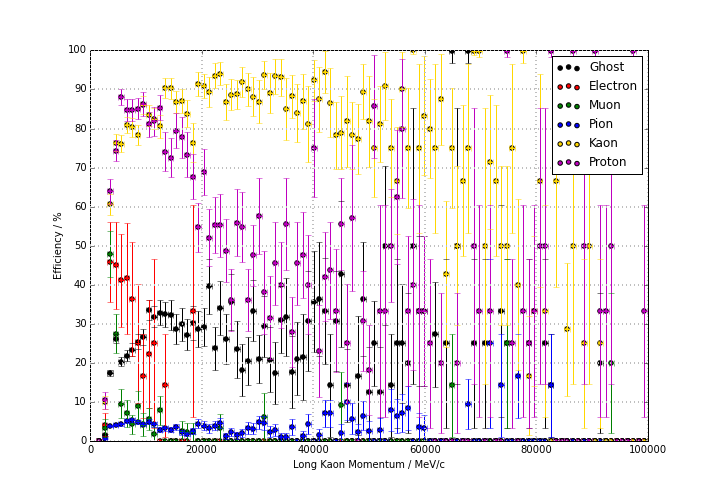 100
90
80
70
60
50
40
30
20
10
0
Efficiency / %
0
20000
40000
60000
80000
100000
Long Kaon Momentum / MeV/c
Ghost
Electron
Muon
Pion
Kaon
Proton